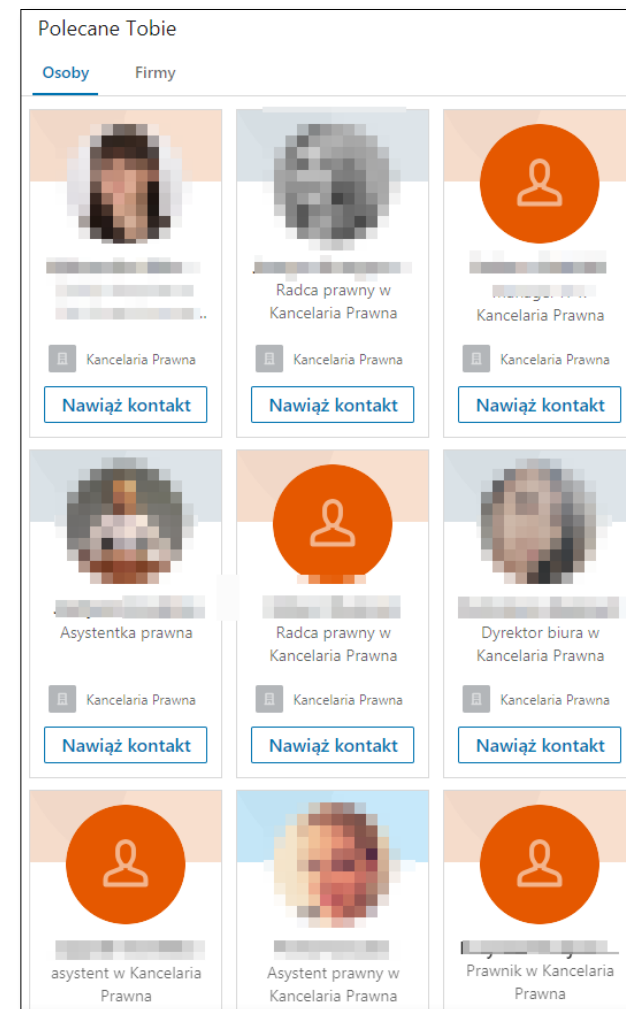 Polecane Tobie
Osoby Firmy
Radca prawny w
Kancelaria Prawna
Kancelaria Prawna
Kancelaria Prawna
Kancelaria Prawna
Kancelaria Prawna
Nawiąż kontakt
Nawiąż kontakt
Nawiąż kontakt
Asystentka prawna
Radca prawny w
Kancelaria Prawna
Dyrektor biura w
Kancelaria Prawna
Kancelaria Prawna
Kancelaria Prawna
Kancelaria Prawna
Nawiąż kontakt
Nawiąż kontakt
Nawiąż kontakt
asystent w Kancelaria
Prawna
Asystent prawny w
Kancelaria Prawna
Prawnik w Kancelaria
Prawna